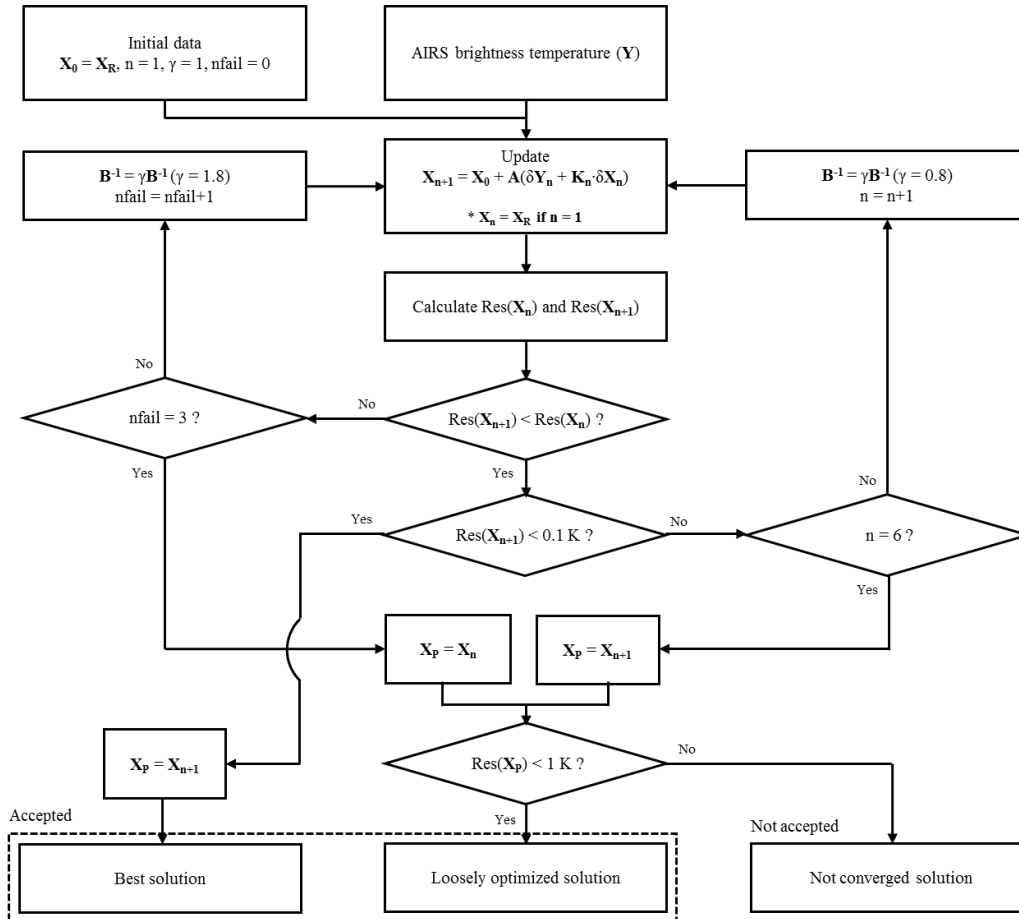 Initial data
X₀ = X_R, n = 1, γ = 1, nfail = 0
AIRS brightness temperature (Y)
B⁻¹ = γB⁻¹ (γ = 1.8)
nfail = nfail+1
Update
X_{n+1} = X₀ + A(δY_n + K_n·δX_n)
* X_n = X_R if n = 1
B⁻¹ = γB⁻¹ (γ = 0.8)
n = n+1
Calculate Res(X_n) and Res(X_{n+1})
No
nfail = 3 ?
Yes
No
Res(X_{n+1}) < Res(X_n) ?
Yes
Yes
Res(X_{n+1}) < 0.1 K ?
No
No
n = 6 ?
Yes
X_P = X_n
X_P = X_{n+1}
X_P = X_{n+1}
Res(X_P) < 1 K ?
No
Yes
Accepted
Not accepted
Best solution
Loosely optimized solution
Not converged solution